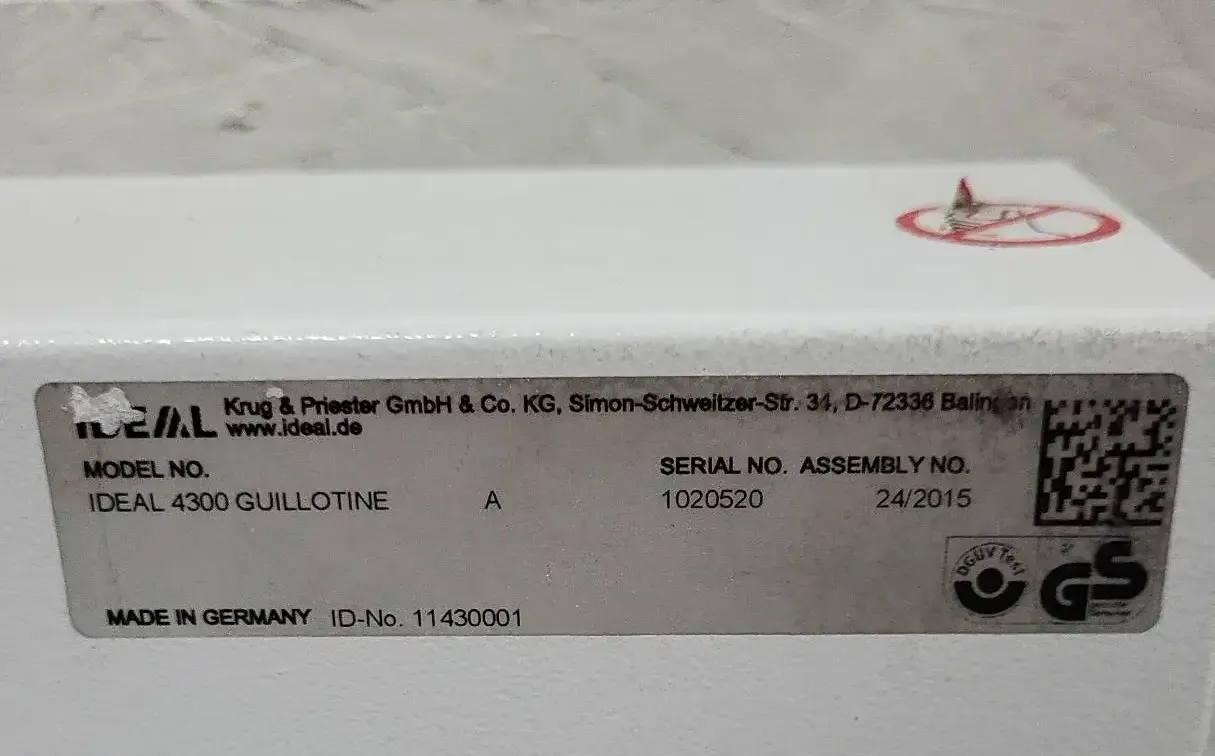 IDEAL Krug & Priester GmbH & Co. KG, Simon-Schweitzer-Str. 34, D-72336 Balingen
www.ideal.de
MODEL NO. SERIAL NO. ASSEMBLY NO.
IDEAL 4300 GUILLOTINE A 1020520 24/2015
DGUV Test
GS
MADE IN GERMANY ID-No. 11430001